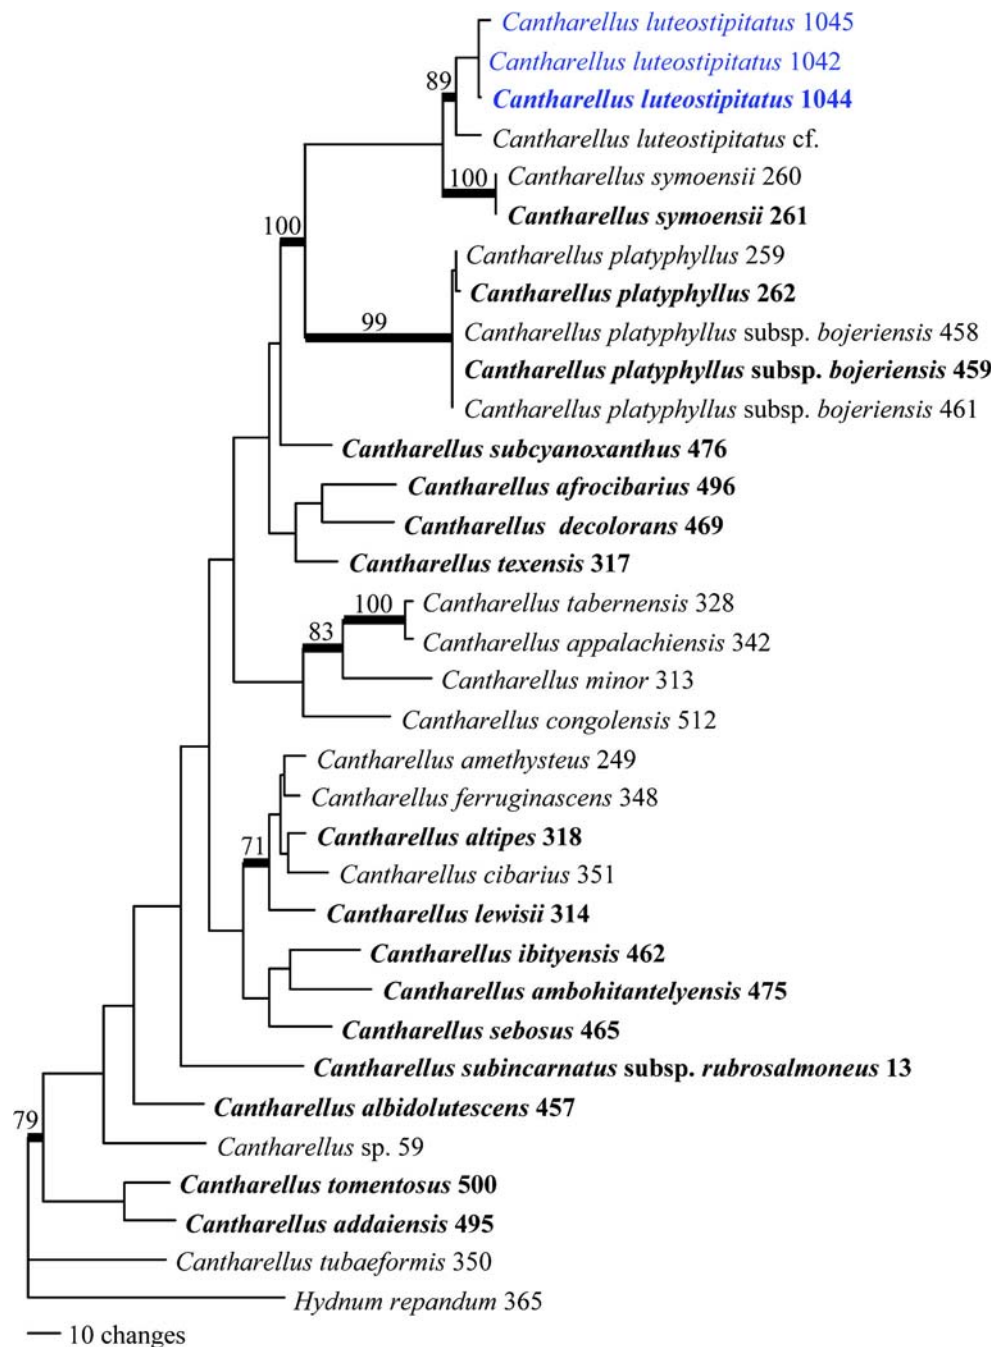 Cantharellus luteostipitatus 1045
Cantharellus luteostipitatus 1042
89
Cantharellus luteostipitatus 1044
Cantharellus luteostipitatus cf.
100
Cantharellus symoensii 260
Cantharellus symoensii 261
100
Cantharellus platyphyllus 259
Cantharellus platyphyllus 262
99
Cantharellus platyphyllus subsp. bojeriensis 458
Cantharellus platyphyllus subsp. bojeriensis 459
Cantharellus platyphyllus subsp. bojeriensis 461
Cantharellus subcyanoxanthus 476
Cantharellus afrocibarius 496
Cantharellus decolorans 469
Cantharellus texensis 317
100
Cantharellus tabernensis 328
83
Cantharellus appalachiensis 342
Cantharellus minor 313
Cantharellus congolensis 512
Cantharellus amethysteus 249
Cantharellus ferruginascens 348
71
Cantharellus altipes 318
Cantharellus cibarius 351
Cantharellus lewisii 314
Cantharellus ibityensis 462
Cantharellus ambohitantelyensis 475
Cantharellus sebosus 465
Cantharellus subincarnatus subsp. rubrosalmoneus 13
Cantharellus albidolutescens 457
79
Cantharellus sp. 59
Cantharellus tomentosus 500
Cantharellus addaiensis 495
Cantharellus tubaeformis 350
Hydnum repandum 365
10 changes